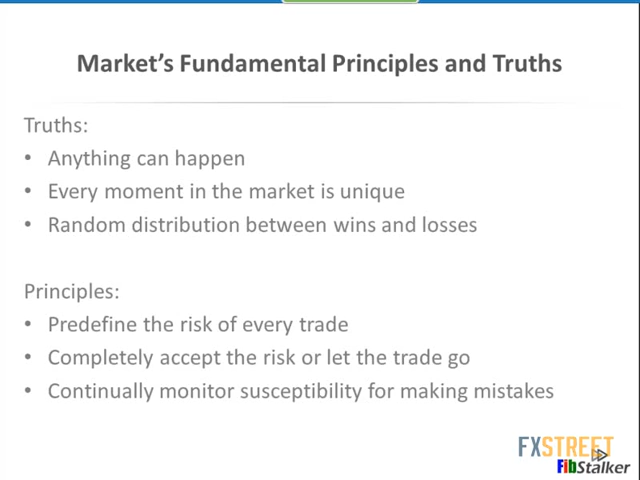 Market's Fundamental Principles and Truths
Truths:
• Anything can happen
• Every moment in the market is unique
• Random distribution between wins and losses
Principles:
• Predefine the risk of every trade
• Completely accept the risk or let the trade go
• Continually monitor susceptibility for making mistakes
FXSTREET
FibStalker